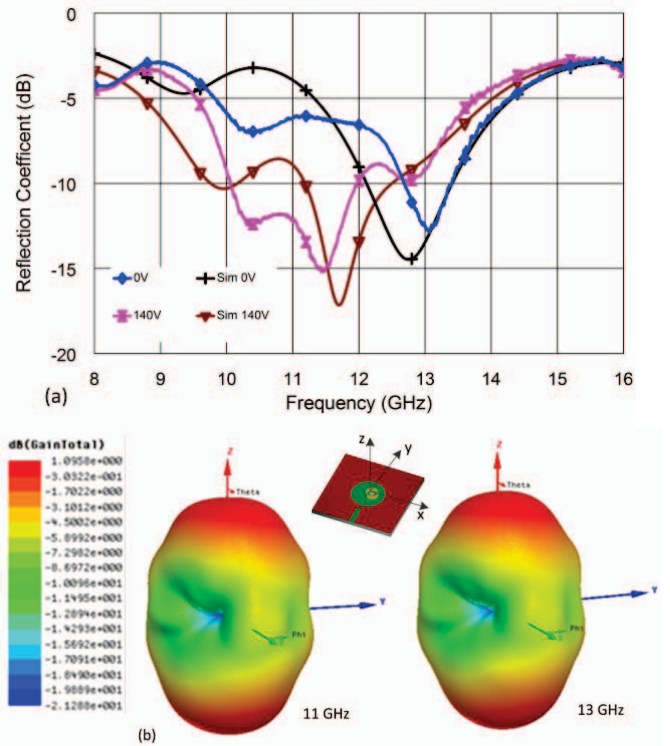 0
-5
-10
-15
-20
Reflection Coefficent (dB)
0V
Sim 0V
140V
Sim 140V
8
9
10
11
12
13
14
15
16
(a)
Frequency (GHz)
dB(GainTotal)
1.0958e+000
-3.0322e-001
-1.7022e+000
-3.1012e+000
-4.5002e+000
-5.8992e+000
-7.2982e+000
-8.6972e+000
-1.0096e+001
-1.1495e+001
-1.2894e+001
-1.4293e+001
-1.5692e+001
-1.7091e+001
-1.8490e+001
-1.9889e+001
-2.1288e+001
Z
Theta
Y
Phi
11 GHz
z
y
x
Z
Theta
Y
Phi
13 GHz
(b)